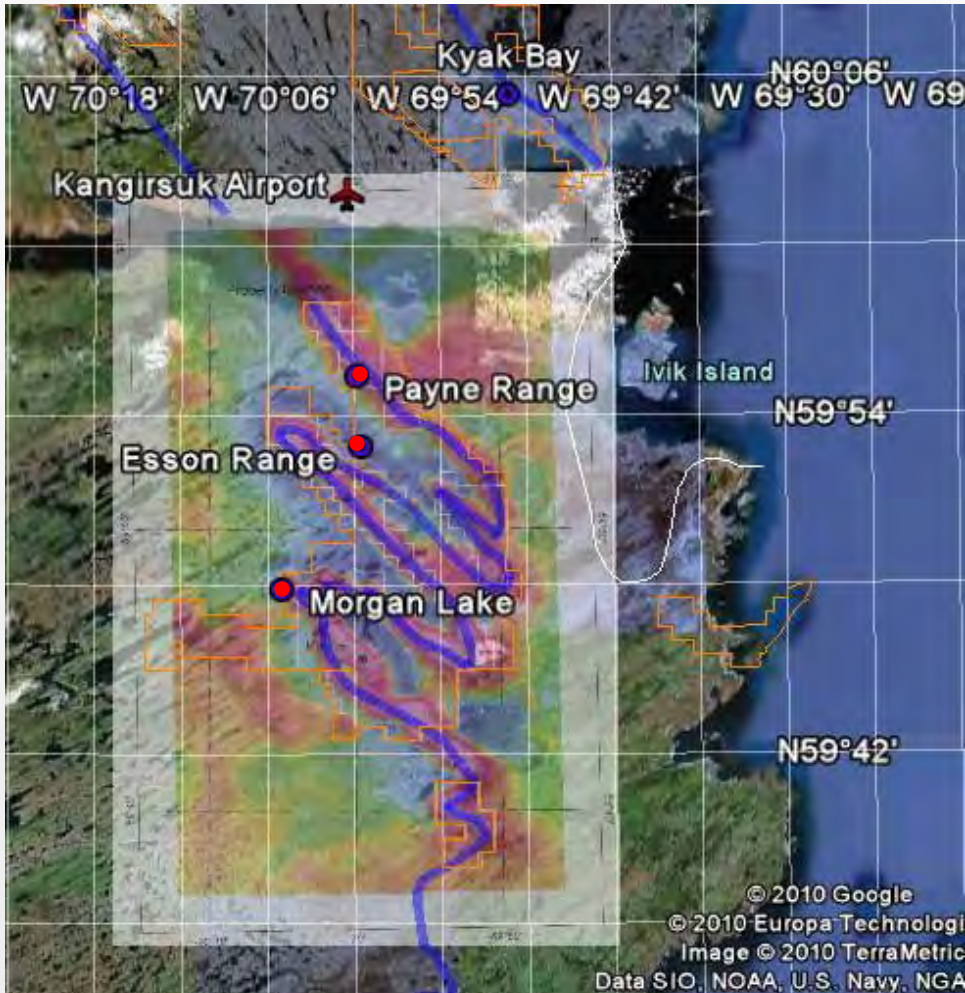 Kyak Bay
N60°06'
W 70°18' W 70°06' W 69°54 W 69°42' W 69°30' W 69
Kangirsuk Airport
Ivik Island
Payne Range
N59°54'
Esson Range
Morgan Lake
N59°42'
© 2010 Google
© 2010 Europa Technologi
Image © 2010 TerraMetric
Data SIO, NOAA, U.S. Navy, NGA